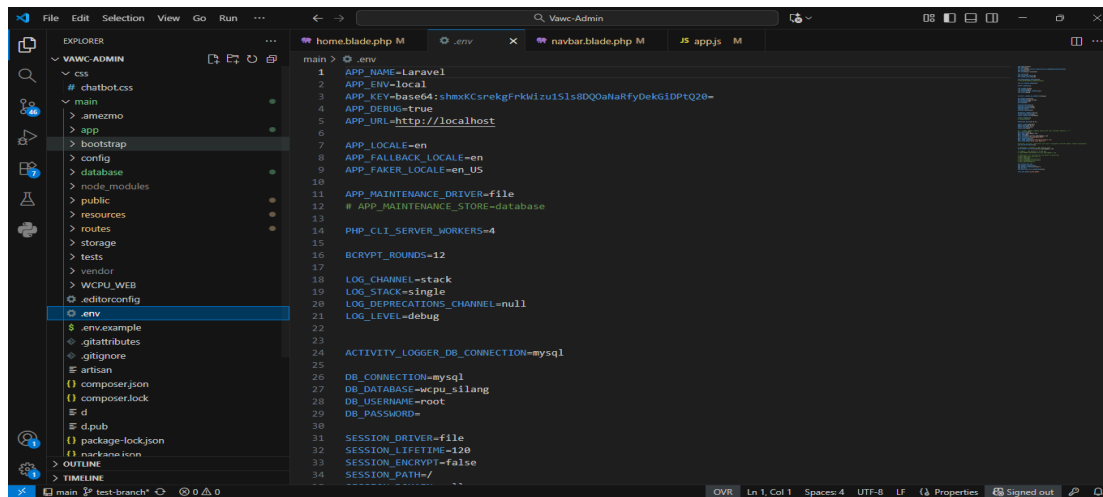 File Edit Selection View Go Run ···
Vawc-Admin
EXPLORER
VAWC-ADMIN
css
# chatbot.css
main
.amezmo
app
bootstrap
config
database
node_modules
public
resources
routes
storage
tests
vendor
WCPU_WEB
.editorconfig
.env
$ .env.example
.gitattributes
.gitignore
artisan
{} composer.json
{} composer.lock
d
d.pub
{} package-lock.json
{} package.json
OUTLINE
TIMELINE
46
7
1
1
home.blade.php M
.env
navbar.blade.php M
JS app.js M
main > .env
1 APP_NAME=Laravel
2 APP_ENV=local
3 APP_KEY=base64:shmxKCsrekgFrkWizu1Sls8DQOaNaRfyDekGiDPtQ20=
4 APP_DEBUG=true
5 APP_URL=http://localhost
6
7 APP_LOCALE=en
8 APP_FALLBACK_LOCALE=en
9 APP_FAKER_LOCALE=en_US
10
11 APP_MAINTENANCE_DRIVER=file
12 # APP_MAINTENANCE_STORE=database
13
14 PHP_CLI_SERVER_WORKERS=4
15
16 BCRYPT_ROUNDS=12
17
18 LOG_CHANNEL=stack
19 LOG_STACK=single
20 LOG_DEPRECATIONS_CHANNEL=null
21 LOG_LEVEL=debug
22
23
24 ACTIVITY_LOGGER_DB_CONNECTION=mysql
25
26 DB_CONNECTION=mysql
27 DB_DATABASE=wcpu_silang
28 DB_USERNAME=root
29 DB_PASSWORD=
30
31 SESSION_DRIVER=file
32 SESSION_LIFETIME=120
33 SESSION_ENCRYPT=false
34 SESSION_PATH=/
main test-branch* 0 0 0
OVR Ln 1, Col 1 Spaces: 4 UTF-8 LF Properties Signed out